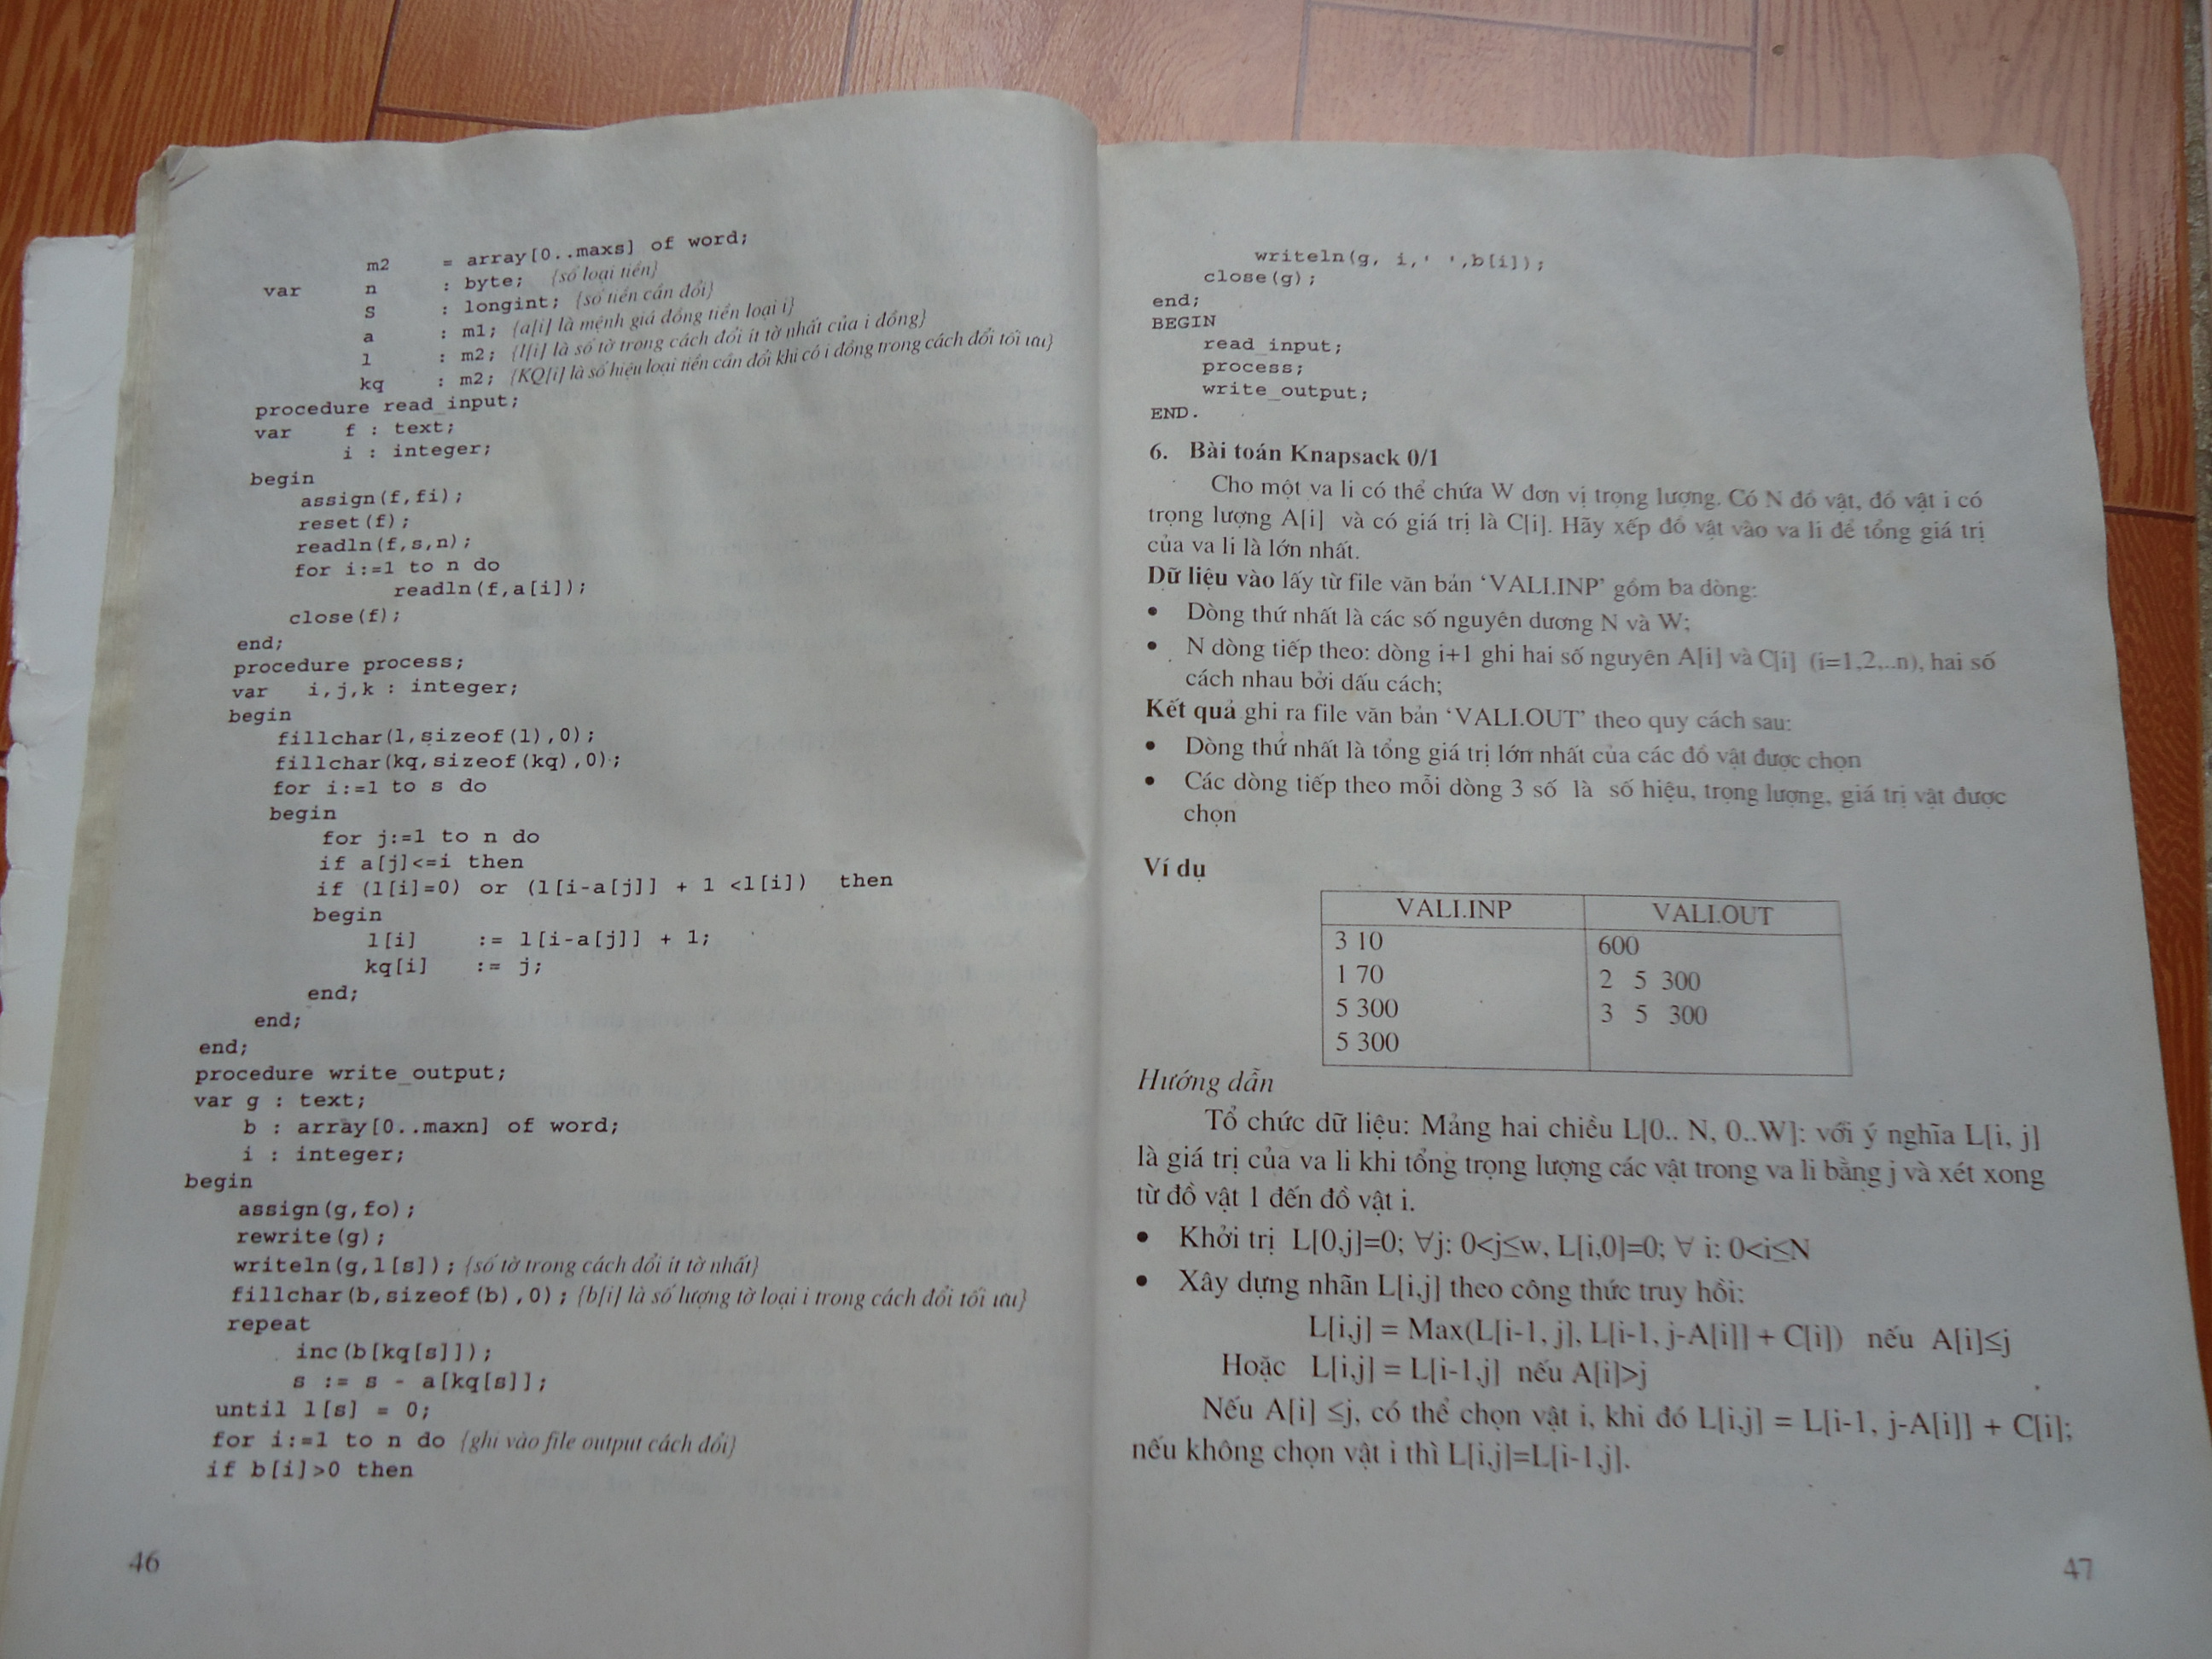 m2 = array[0..maxs] of word;
var n : byte; {số loại tiền}
S : longint; {số tiền cần đổi}
a : m1; {a[i] là mệnh giá đồng tiền loại i}
l : m2; {l[i] là số tờ trong cách đổi ít tờ nhất của i đồng}
kq : m2; {KQ[i] là số hiệu loại tiền cần đổi khi có i đồng trong cách đổi tối ưu}
procedure read_input;
var f : text;
i : integer;
begin
assign(f,fi);
reset(f);
readln(f,s,n);
for i:=1 to n do
readln(f,a[i]);
close(f);
end;
procedure process;
var i,j,k : integer;
begin
fillchar(l,sizeof(l),0);
fillchar(kq,sizeof(kq),0);
for i:=1 to s do
begin
for j:=1 to n do
if a[j]<=i then
if (l[i]=0) or (l[i-a[j]] + 1 <l[i]) then
begin
l[i] := l[i-a[j]] + 1;
kq[i] := j;
end;
end;
end;
procedure write_output;
var g : text;
b : array[0..maxn] of word;
i : integer;
begin
assign(g,fo);
rewrite(g);
writeln(g,l[s]); {số tờ trong cách đổi ít tờ nhất}
fillchar(b,sizeof(b),0); {b[i] là số lượng tờ loại i trong cách đổi tối ưu}
repeat
inc(b[kq[s]]);
s := s - a[kq[s]];
until l[s] = 0;
for i:=1 to n do {ghi vào file output cách đổi}
if b[i]>0 then
46
writeln(g, i,' ',b[i]);
close(g);
end;
BEGIN
read_input;
process;
write_output;
END.
6. Bài toán Knapsack 0/1
Cho một va li có thể chứa W đơn vị trọng lượng. Có N đồ vật, đồ vật i có
trọng lượng A[i] và có giá trị là C[i]. Hãy xếp đồ vật vào va li để tổng giá trị
của va li là lớn nhất.
Dữ liệu vào lấy từ file văn bản ‘VALI.INP’ gồm ba dòng:
• Dòng thứ nhất là các số nguyên dương N và W;
• N dòng tiếp theo: dòng i+1 ghi hai số nguyên A[i] và C[i] (i=1,2,..n), hai số
cách nhau bởi dấu cách;
Kết quả ghi ra file văn bản ‘VALI.OUT’ theo quy cách sau:
• Dòng thứ nhất là tổng giá trị lớn nhất của các đồ vật được chọn
• Các dòng tiếp theo mỗi dòng 3 số là số hiệu, trọng lượng, giá trị vật được
chọn
Ví dụ
VALI.INP VALI.OUT
3 10 600
1 70 2 5 300
5 300 3 5 300
5 300
Hướng dẫn
Tổ chức dữ liệu: Mảng hai chiều L[0.. N, 0..W]: với ý nghĩa L[i, j]
là giá trị của va li khi tổng trọng lượng các vật trong va li bằng j và xét xong
từ đồ vật 1 đến đồ vật i.
• Khởi trị L[0,j]=0; ∀j: 0<j≤w, L[i,0]=0; ∀ i: 0<i≤N
• Xây dựng nhãn L[i,j] theo công thức truy hồi:
L[i,j] = Max(L[i-1, j], L[i-1, j-A[i]] + C[i]) nếu A[i]≤j
Hoặc L[i,j] = L[i-1,j] nếu A[i]>j
Nếu A[i] ≤j, có thể chọn vật i, khi đó L[i,j] = L[i-1, j-A[i]] + C[i];
nếu không chọn vật i thì L[i,j]=L[i-1,j].
47